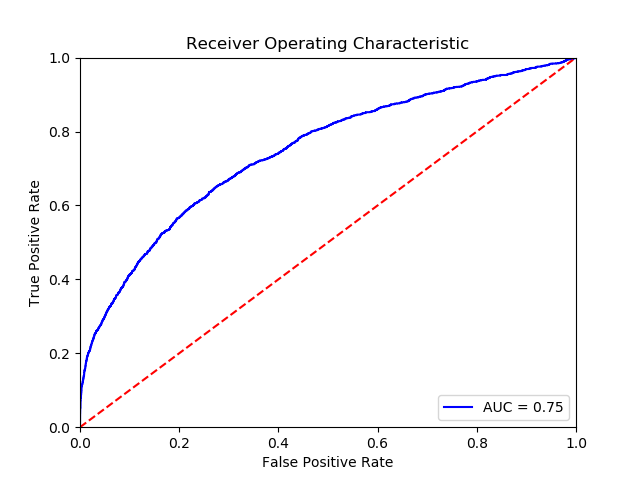 Receiver Operating Characteristic
1.0
0.8
0.6
0.4
0.2
0.0
True Positive Rate
AUC = 0.75
0.0 0.2 0.4 0.6 0.8 1.0
False Positive Rate